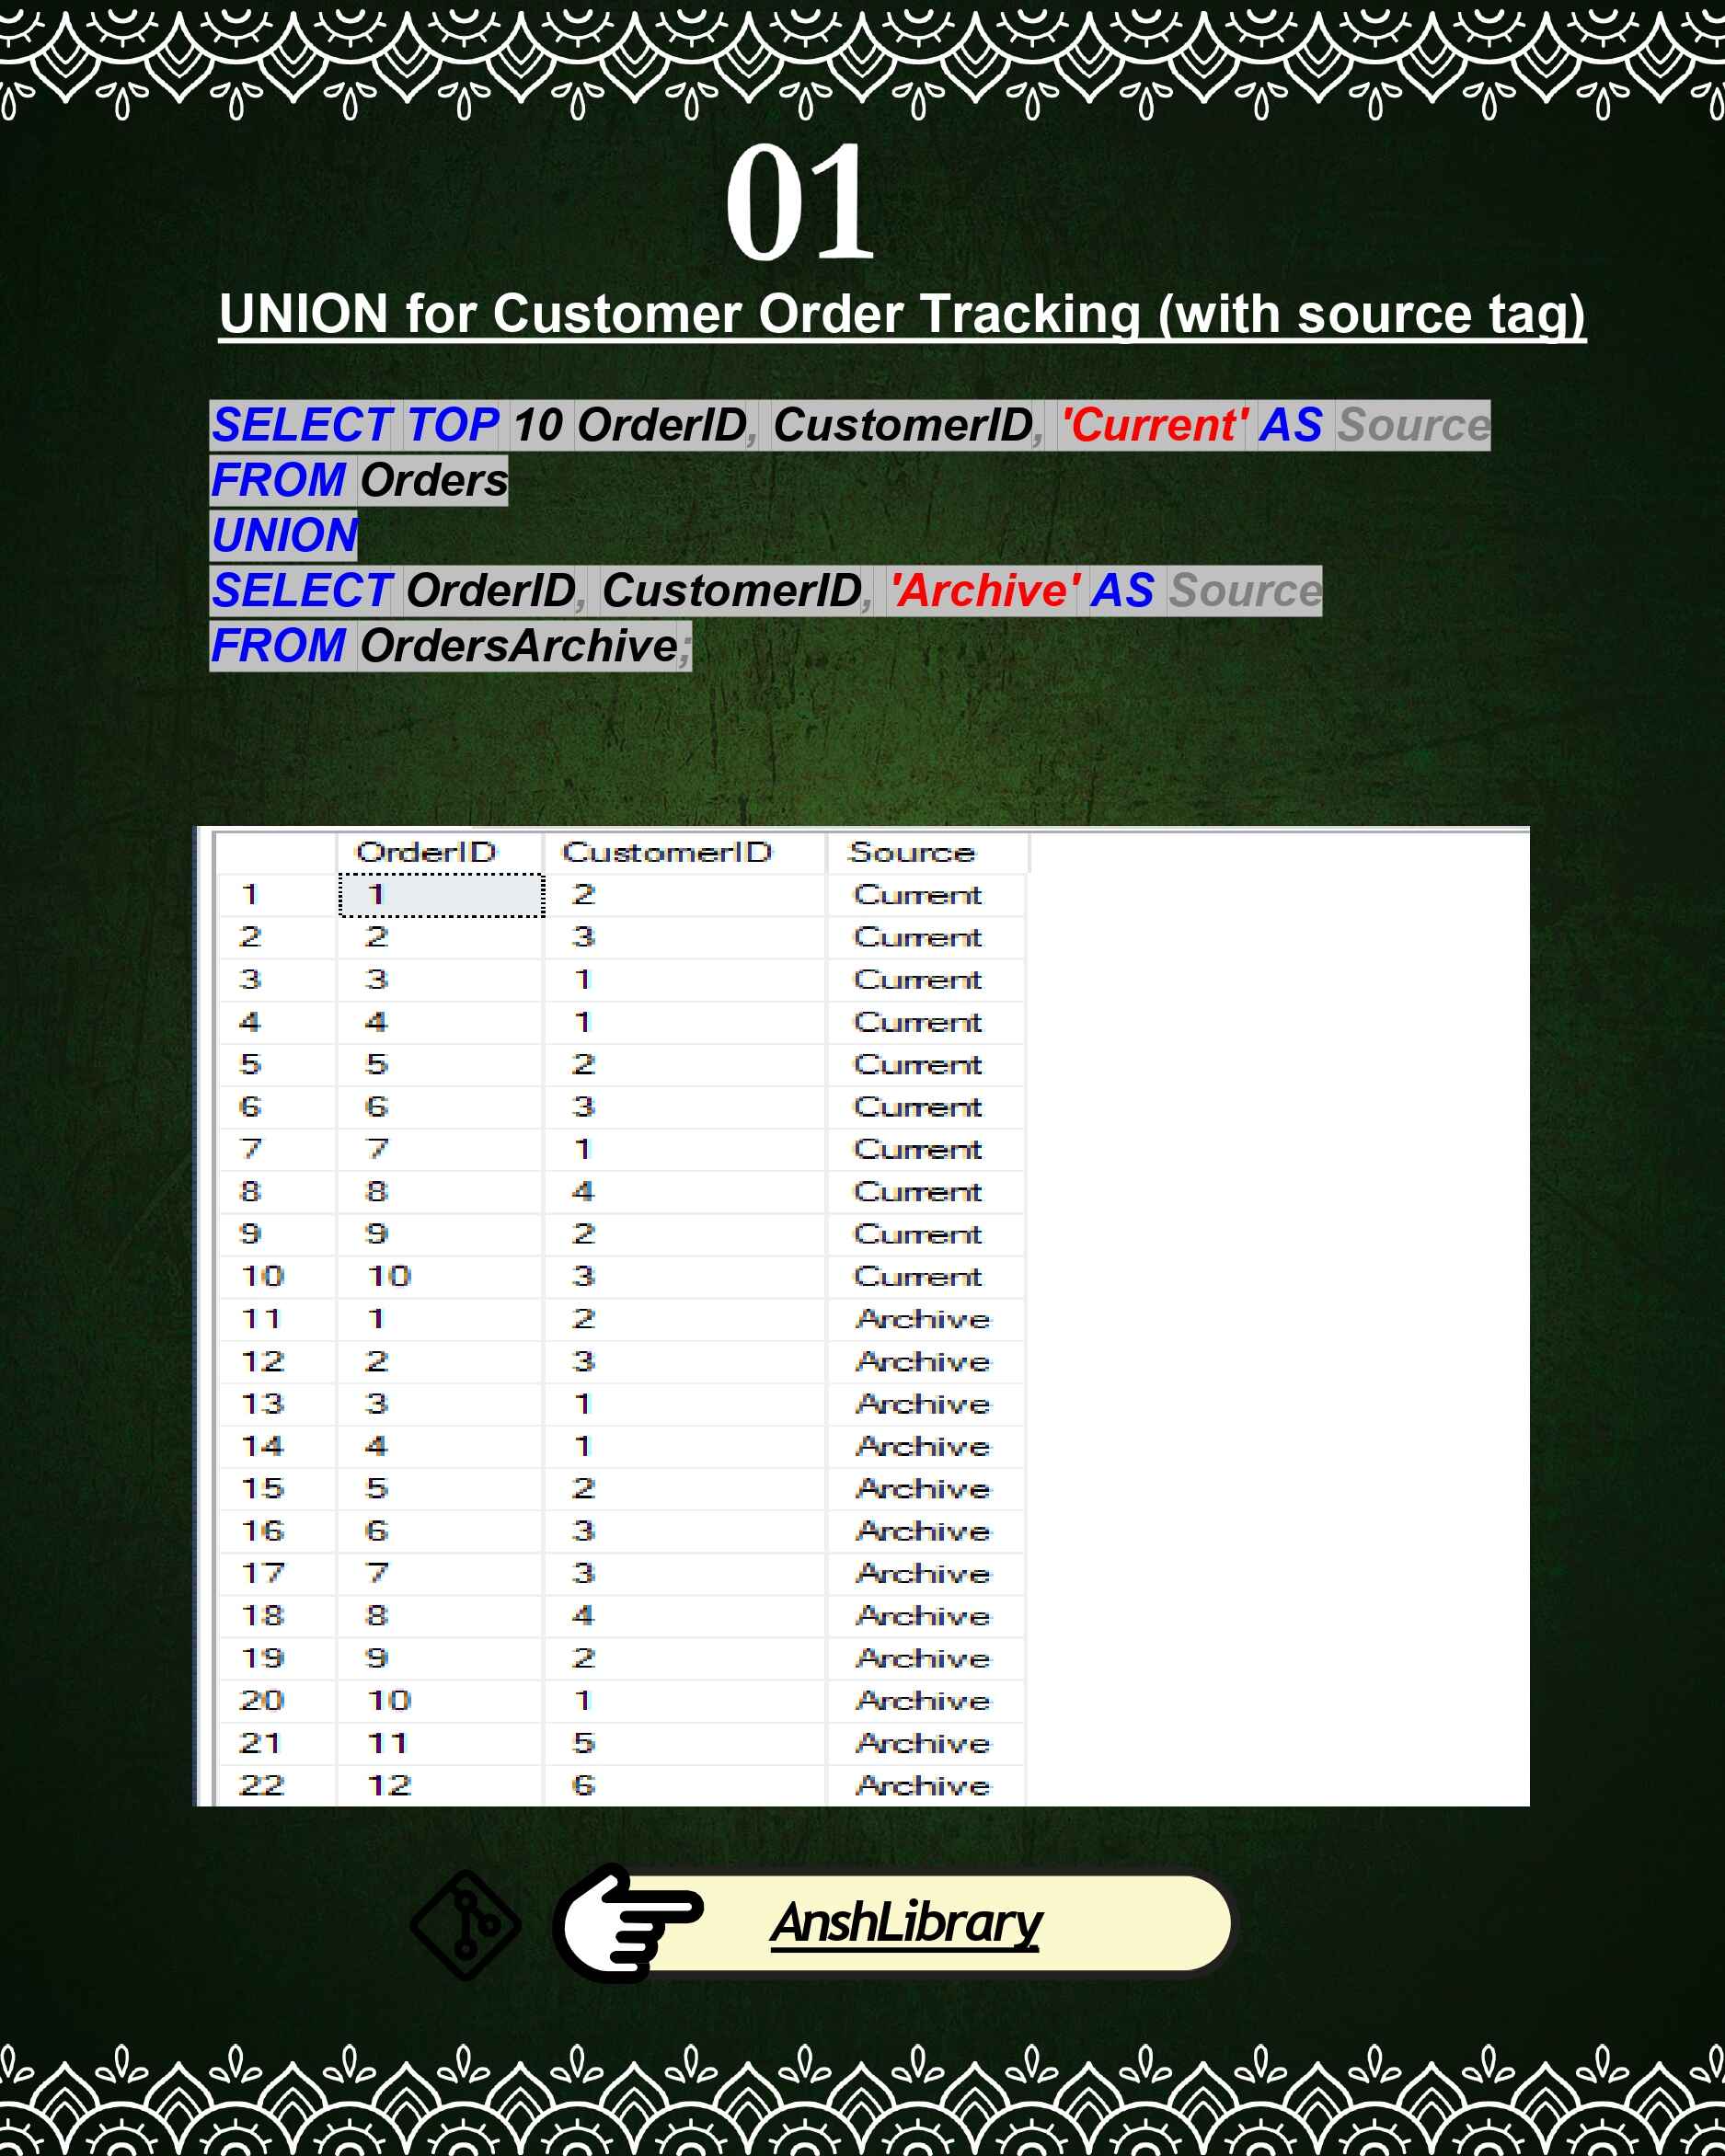 01
UNION for Customer Order Tracking (with source tag)
SELECT TOP 10 OrderID, CustomerID, 'Current' AS Source
FROM Orders
UNION
SELECT OrderID, CustomerID, 'Archive' AS Source
FROM OrdersArchive;
OrderID CustomerID Source
1 1 2 Current
2 2 3 Current
3 3 1 Current
4 4 1 Current
5 5 2 Current
6 6 3 Current
7 7 1 Current
8 8 4 Current
9 9 2 Current
10 10 3 Current
11 1 2 Archive
12 2 3 Archive
13 3 1 Archive
14 4 1 Archive
15 5 2 Archive
16 6 3 Archive
17 7 3 Archive
18 8 4 Archive
19 9 2 Archive
20 10 1 Archive
21 11 5 Archive
22 12 6 Archive
AnshLibrary